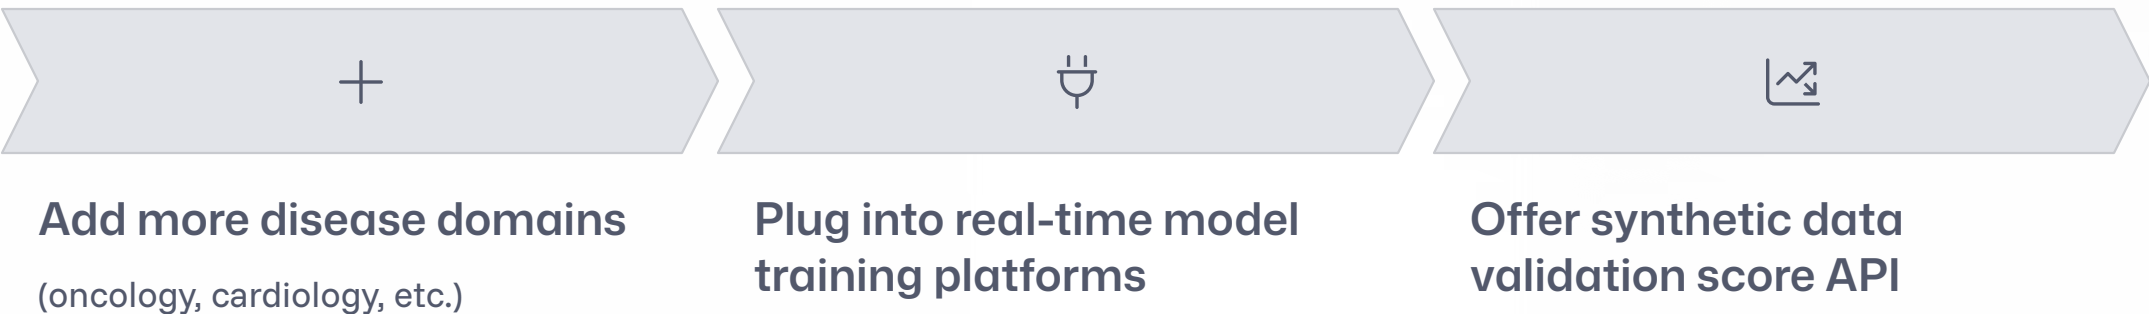 Add more disease domains
(oncology, cardiology, etc.)
Plug into real-time model
training platforms
Offer synthetic data
validation score API